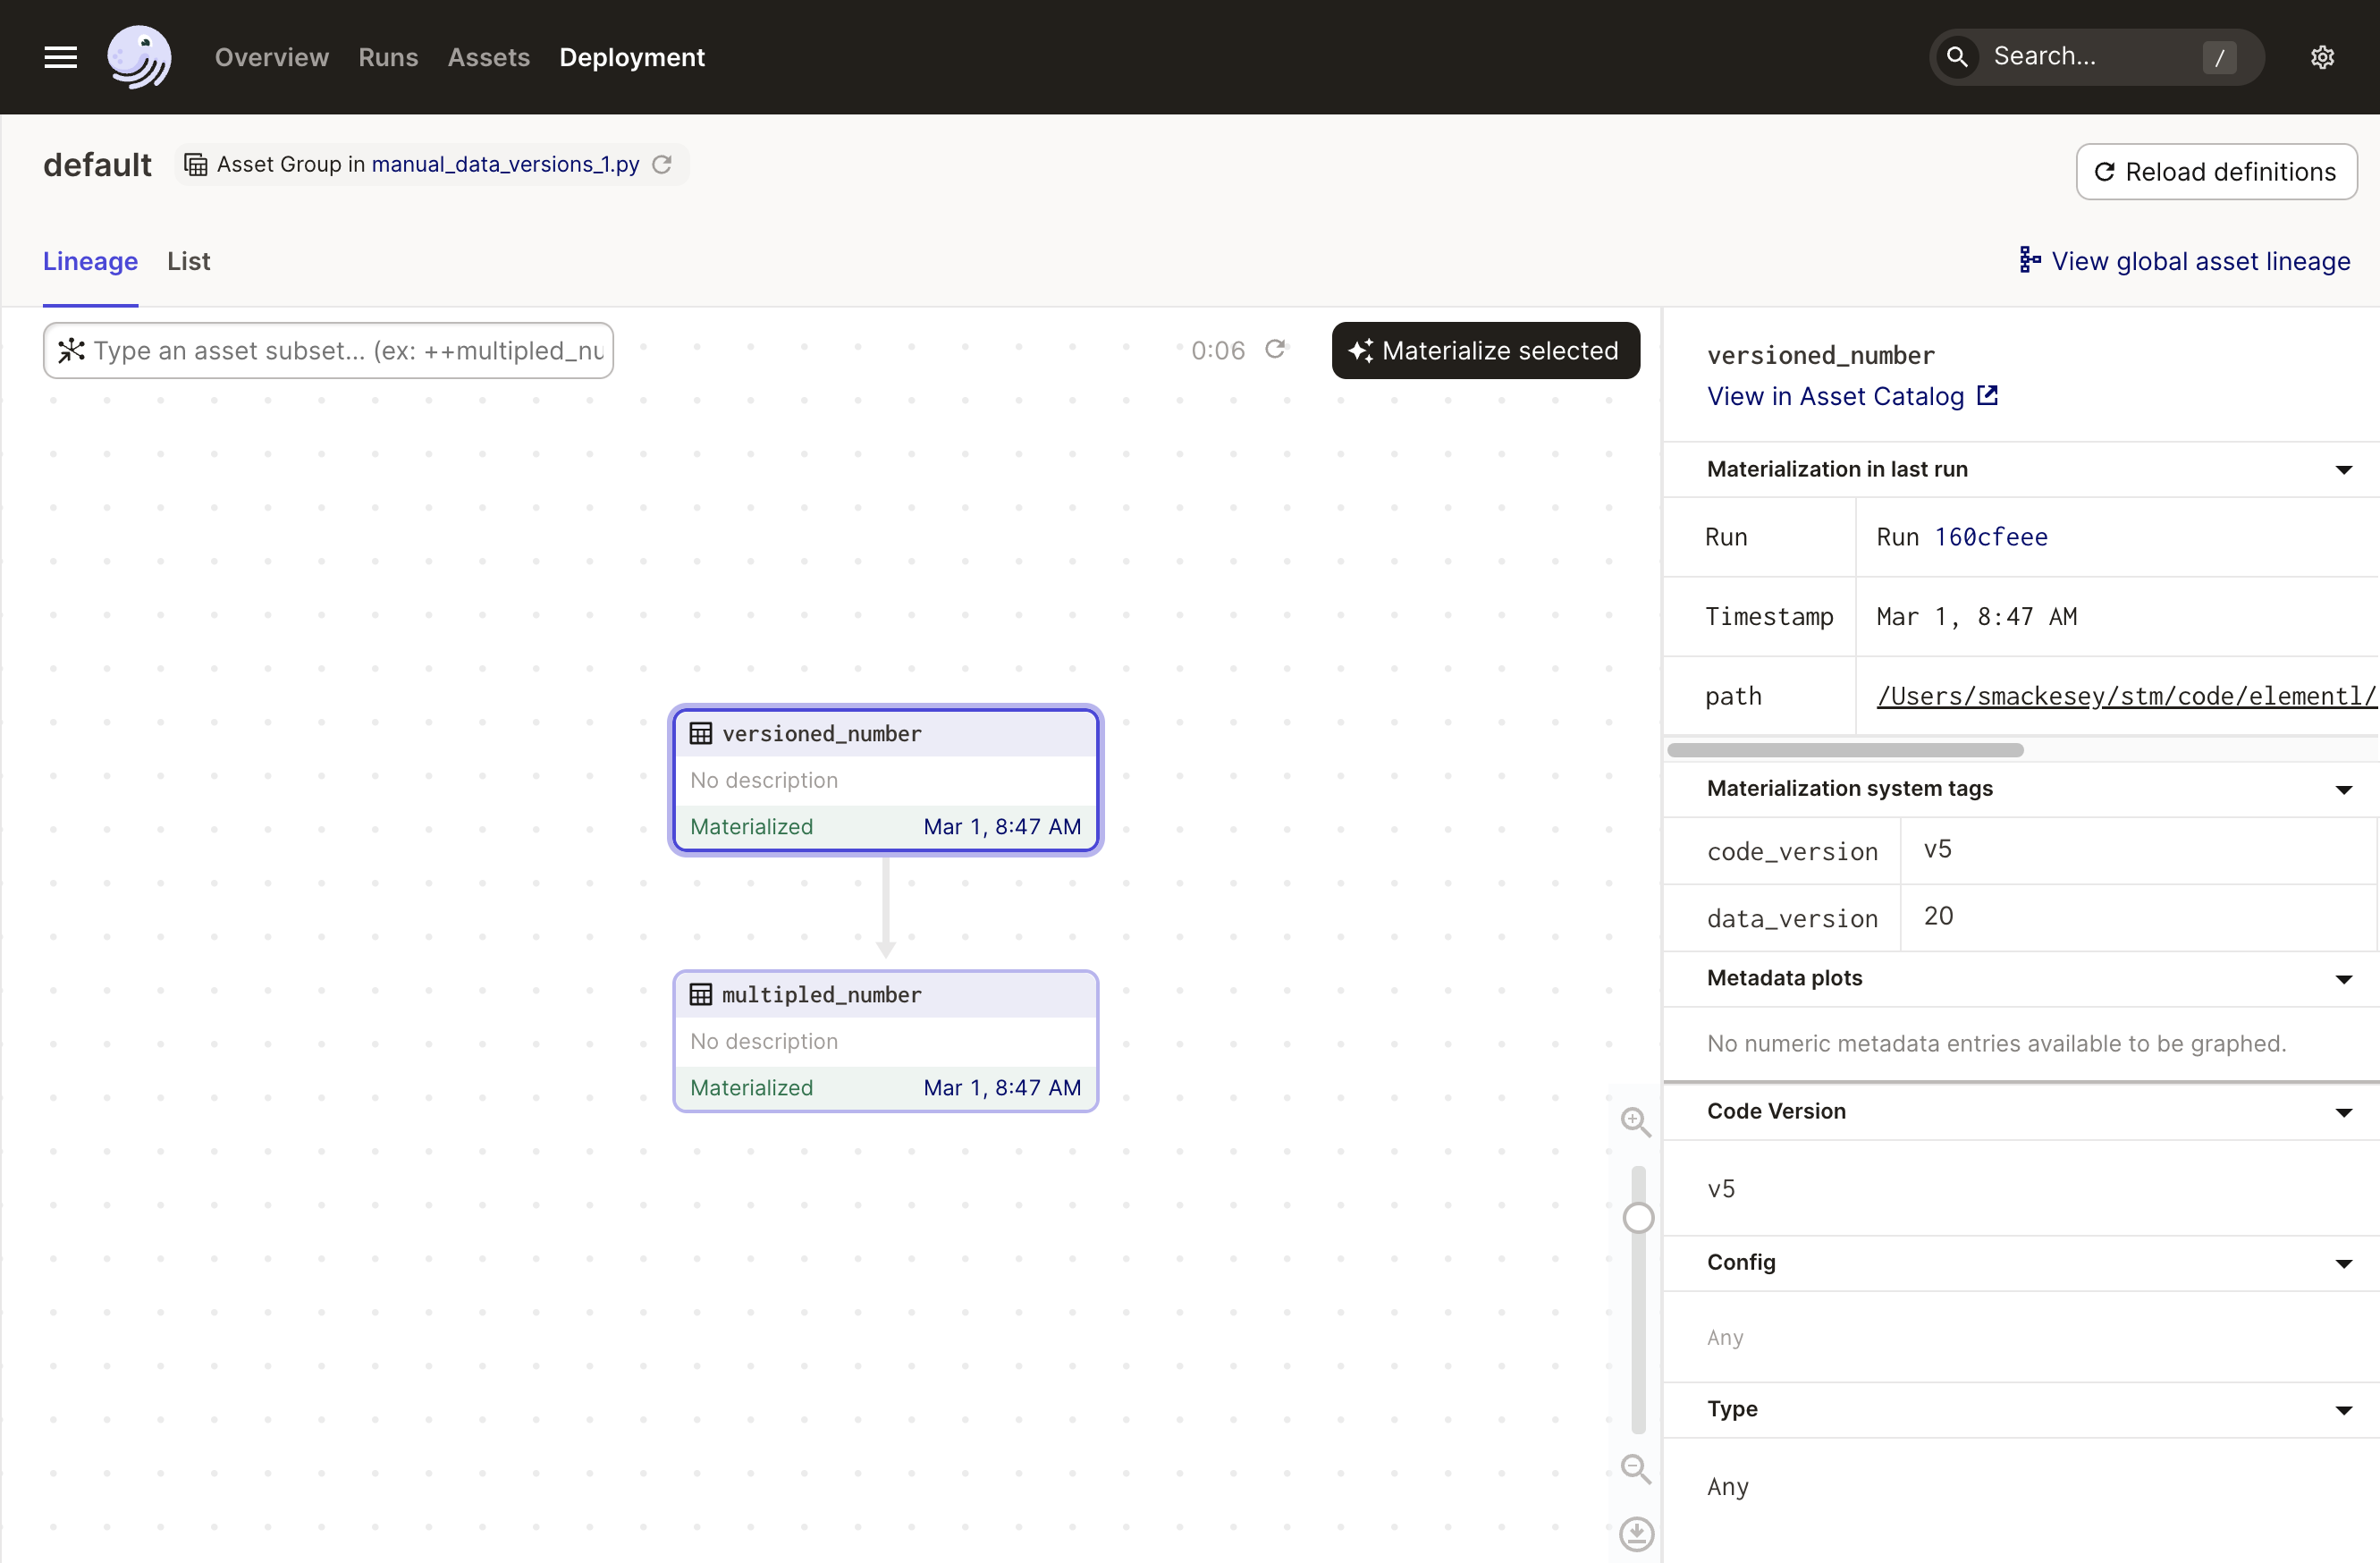 Overview Runs Assets Deployment
Search... /
default Asset Group in manual_data_versions_1.py
Reload definitions
Lineage List
View global asset lineage
Type an asset subset... (ex: ++multipled_nu
0:06
Materialize selected
versioned_number
No description
Materialized Mar 1, 8:47 AM
multipled_number
No description
Materialized Mar 1, 8:47 AM
versioned_number
View in Asset Catalog
Materialization in last run
Run Run 160cfeee
Timestamp Mar 1, 8:47 AM
path /Users/smackesey/stm/code/elementl/
Materialization system tags
code_version v5
data_version 20
Metadata plots
No numeric metadata entries available to be graphed.
Code Version
v5
Config
Any
Type
Any